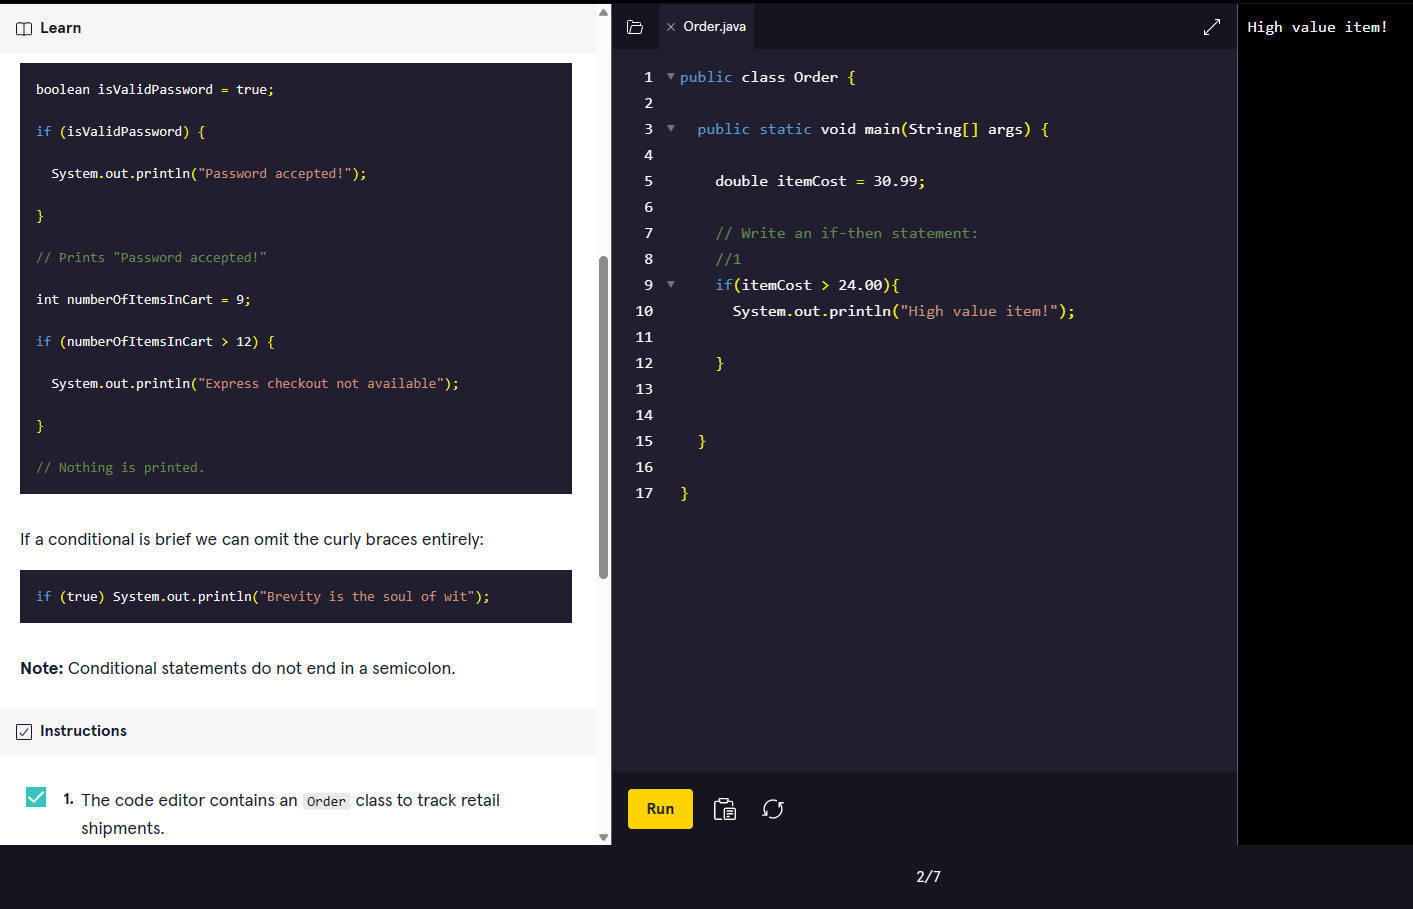 Learn
boolean isValidPassword = true;
if (isValidPassword) {
System.out.println("Password accepted!");
}
// Prints "Password accepted!"
int numberOfItemsInCart = 9;
if (numberOfItemsInCart > 12) {
System.out.println("Express checkout not available");
}
// Nothing is printed.
If a conditional is brief we can omit the curly braces entirely:
if (true) System.out.println("Brevity is the soul of wit");
Note: Conditional statements do not end in a semicolon.
Instructions
1. The code editor contains an Order class to track retail
shipments.
Order.java
1 public class Order {
2
3 public static void main(String[] args) {
4
5 double itemCost = 30.99;
6
7 // Write an if-then statement:
8 //1
9 if(itemCost > 24.00){
10 System.out.println("High value item!");
11
12 }
13
14
15 }
16
17 }
Run
High value item!
2/7